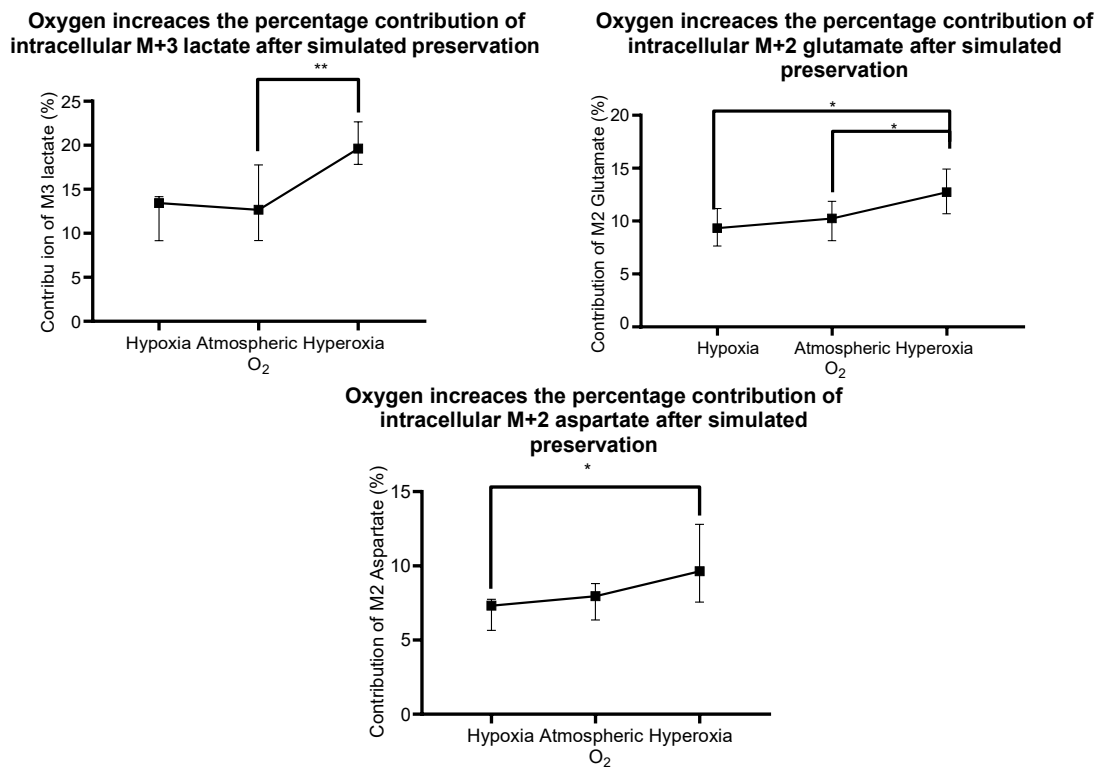 Oxygen increaces the percentage contribution of
intracellular M+3 lactate after simulated preservation
**
Contribu ion of M3 lactate (%)
25
20
15
10
5
0
Hypoxia Atmospheric Hyperoxia
O2
Oxygen increaces the percentage contribution of
intracellular M+2 glutamate after simulated
preservation
*
*
Contribution of M2 Glutamate (%)
20
15
10
5
0
Hypoxia Atmospheric Hyperoxia
O2
Oxygen increaces the percentage contribution of
intracellular M+2 aspartate after simulated
preservation
*
Contribution of M2 Aspartate (%)
15
10
5
0
Hypoxia Atmospheric Hyperoxia
O2